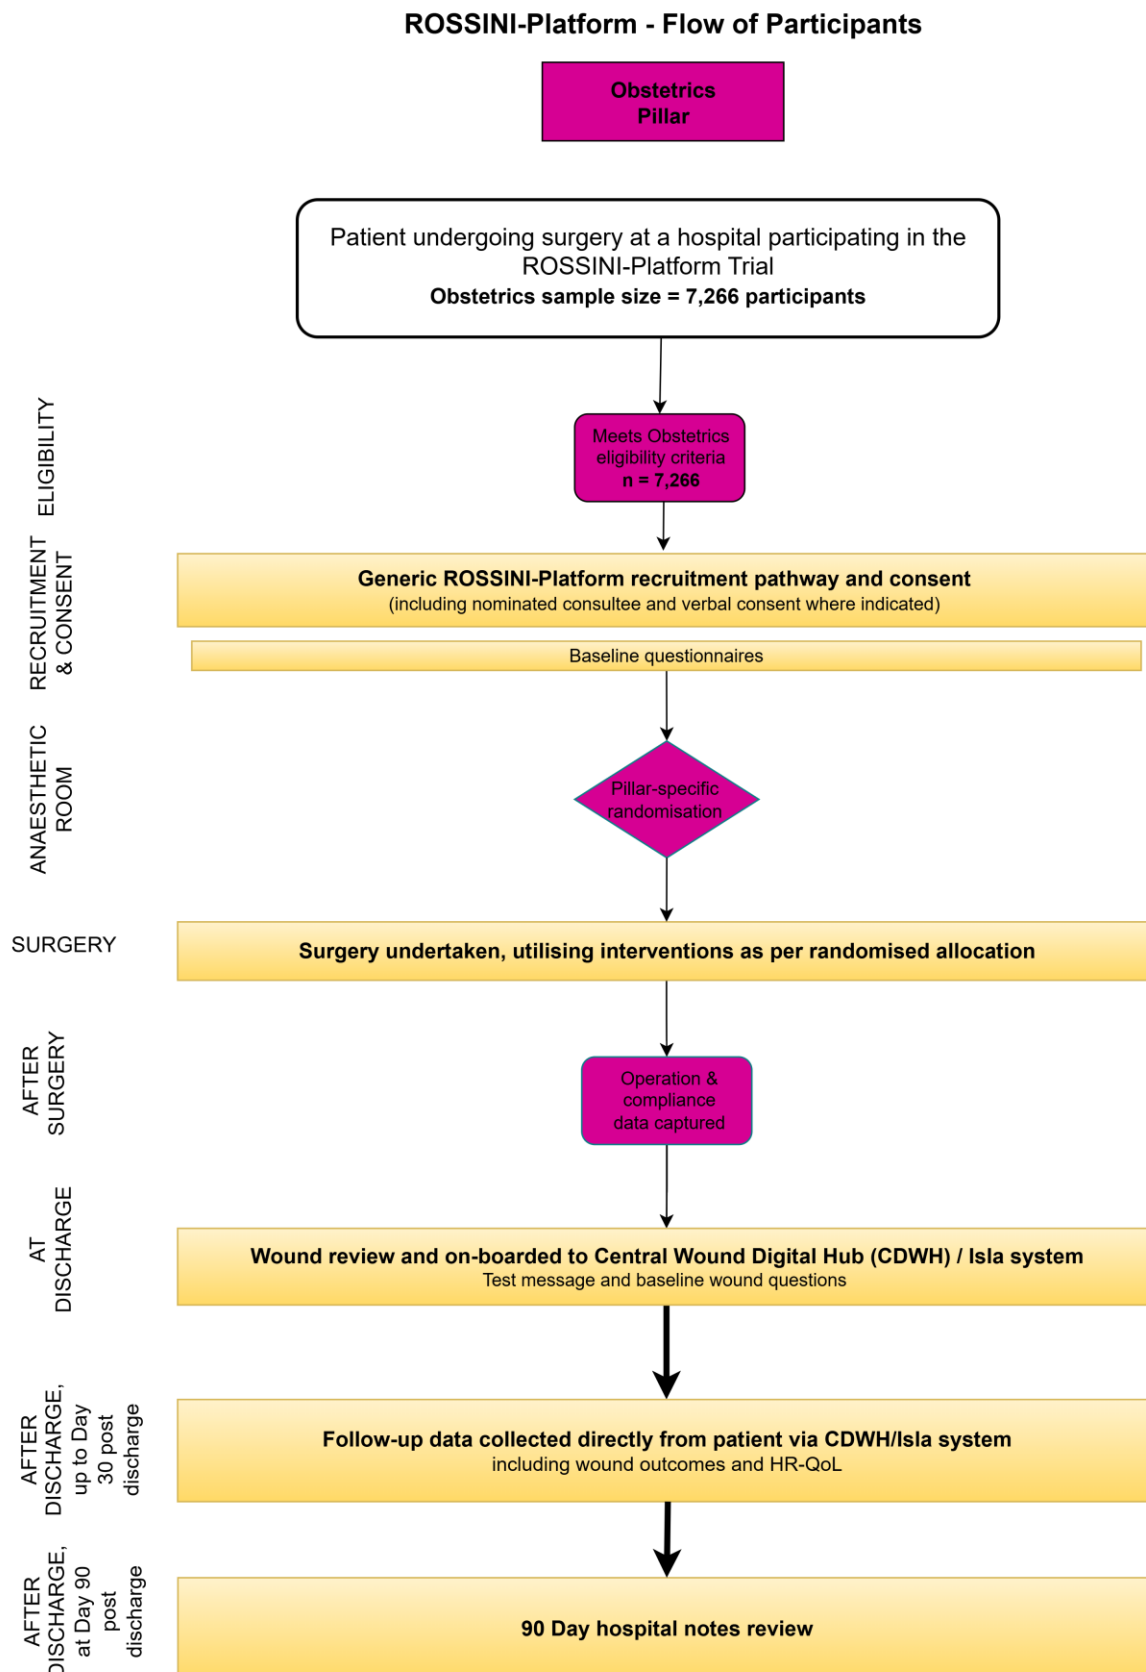 ROSSINI-Platform - Flow of Participants
Obstetrics
Pillar
Patient undergoing surgery at a hospital participating in the
ROSSINI-Platform Trial
Obstetrics sample size = 7,266 participants
ELIGIBILITY
Meets Obstetrics
eligibility criteria
n = 7,266
RECRUITMENT
& CONSENT
Generic ROSSINI-Platform recruitment pathway and consent
(including nominated consultee and verbal consent where indicated)
Baseline questionnaires
ANAESTHETIC
ROOM
Pillar-specific
randomisation
SURGERY
Surgery undertaken, utilising interventions as per randomised allocation
AFTER
SURGERY
Operation &
compliance
data captured
AT
DISCHARGE
Wound review and on-boarded to Central Wound Digital Hub (CDWH) / Isla system
Test message and baseline wound questions
AFTER
DISCHARGE,
up to Day
30 post
discharge
Follow-up data collected directly from patient via CDWH/Isla system
including wound outcomes and HR-QoL
AFTER
DISCHARGE,
at Day 90
post
discharge
90 Day hospital notes review